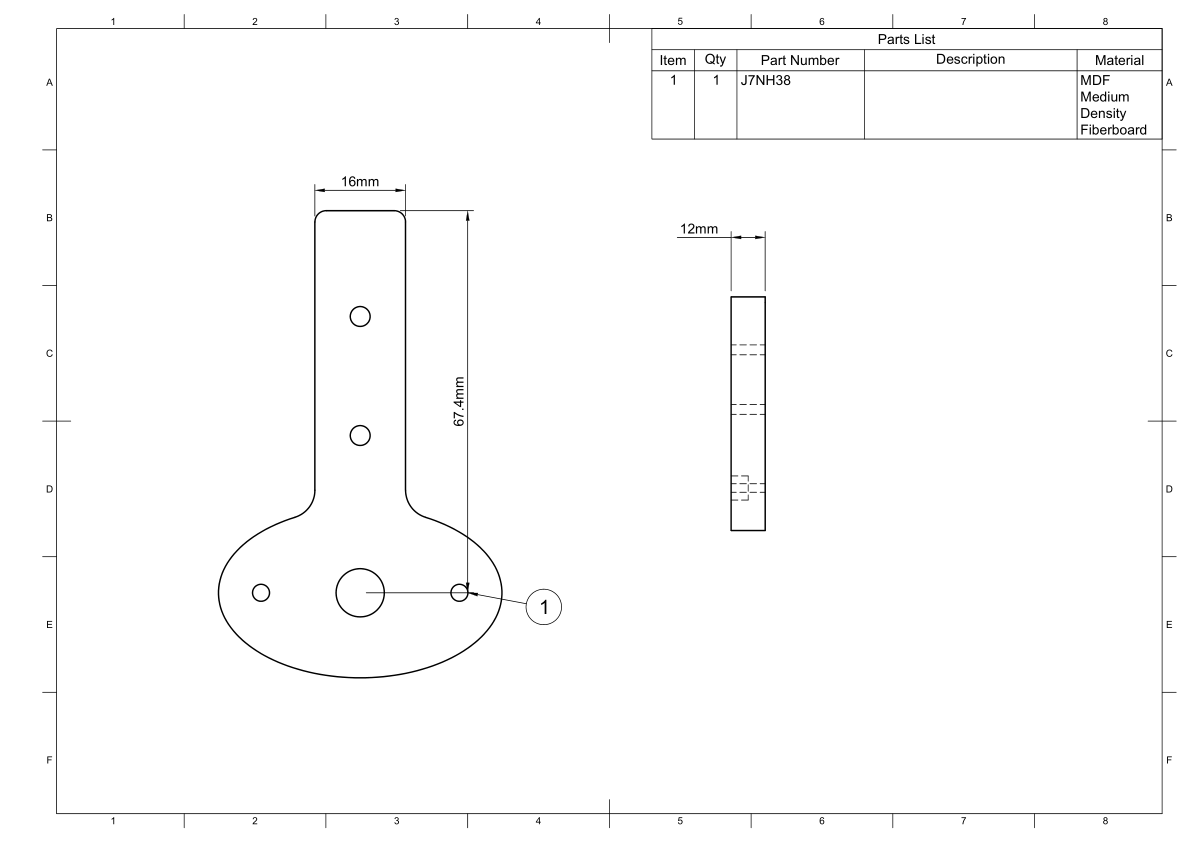 1 2 3 4 5 6 7 8
Parts List
Item Qty Part Number Description Material
1 1 J7NH38 MDF
Medium
Density
Fiberboard
A A
16mm
B B
12mm
C C
67.4mm
D D
1
E E
F F
1 2 3 4 5 6 7 8